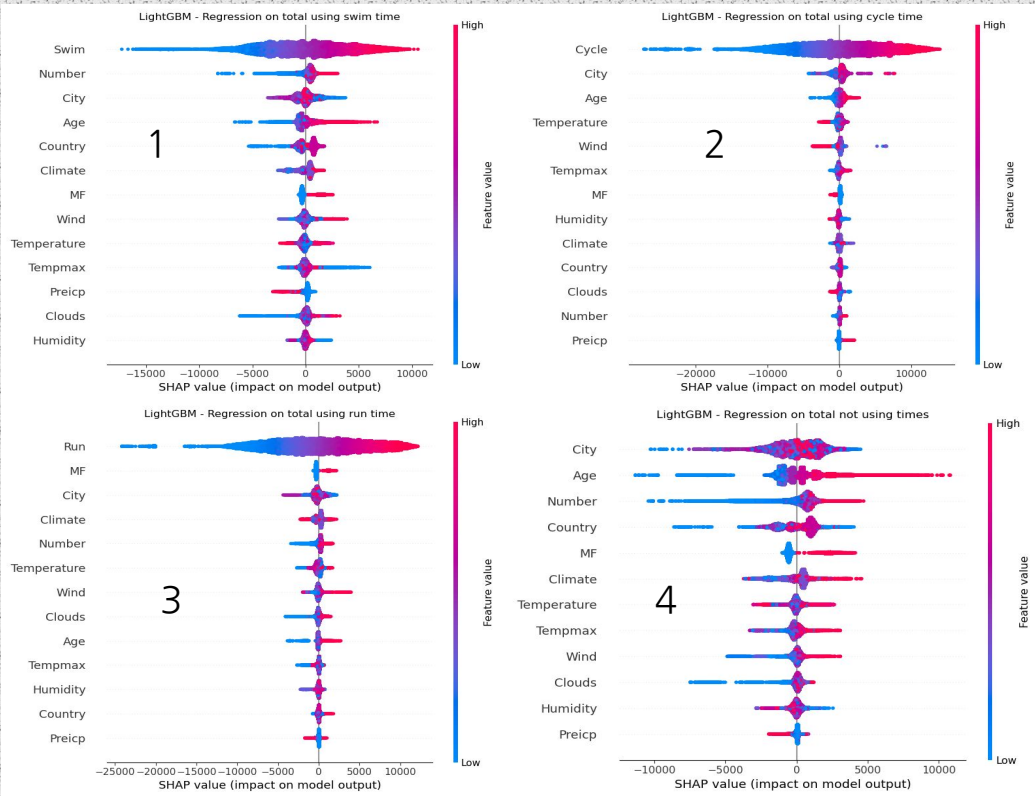 LightGBM - Regression on total using swim time
High
Swim
Number
City
Age
Country
Climate
MF
Wind
Temperature
Tempmax
Preicp
Clouds
Humidity
1
Feature value
Low
−15000 −10000 −5000 0 5000 10000
SHAP value (impact on model output)
LightGBM - Regression on total using cycle time
High
Cycle
City
Age
Temperature
Wind
Tempmax
MF
Humidity
Climate
Country
Clouds
Number
Preicp
2
Feature value
Low
−20000 −10000 0 10000
SHAP value (impact on model output)
LightGBM - Regression on total using run time
High
Run
MF
City
Climate
Number
Temperature
Wind
Clouds
Age
Tempmax
Humidity
Country
Preicp
3
Feature value
Low
−25000 −20000 −15000 −10000 −5000 0 5000 10000
SHAP value (impact on model output)
LightGBM - Regression on total not using times
High
City
Age
Number
Country
MF
Climate
Temperature
Tempmax
Wind
Clouds
Humidity
Preicp
4
Feature value
Low
−10000 −5000 0 5000 10000
SHAP value (impact on model output)